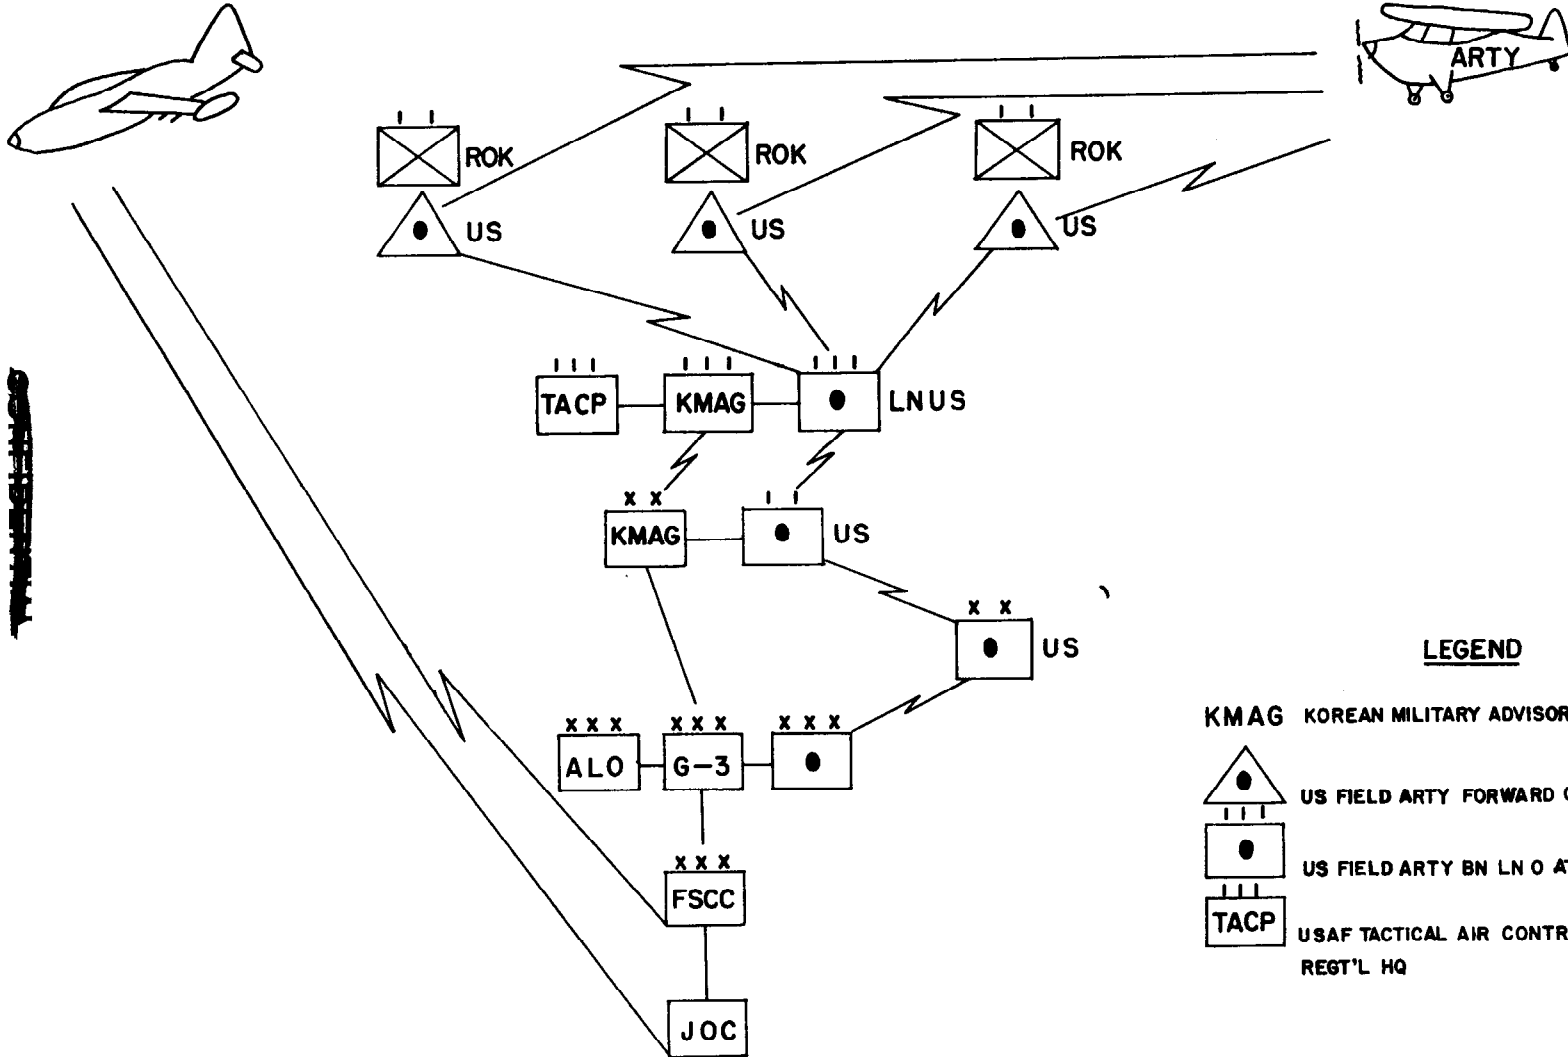 ARTY
ROK
ROK
ROK
US
US
US
TACP
KMAG
LNUS
KMAG
US
X X
X X
US
X X X
X X X
X X X
ALO
G-3
X X X
FSCC
JOC
LEGEND
KMAG KOREAN MILITARY ADVISOR
US FIELD ARTY FORWARD
US FIELD ARTY BN LN O
TACP USAF TACTICAL AIR
REGT'L HQ